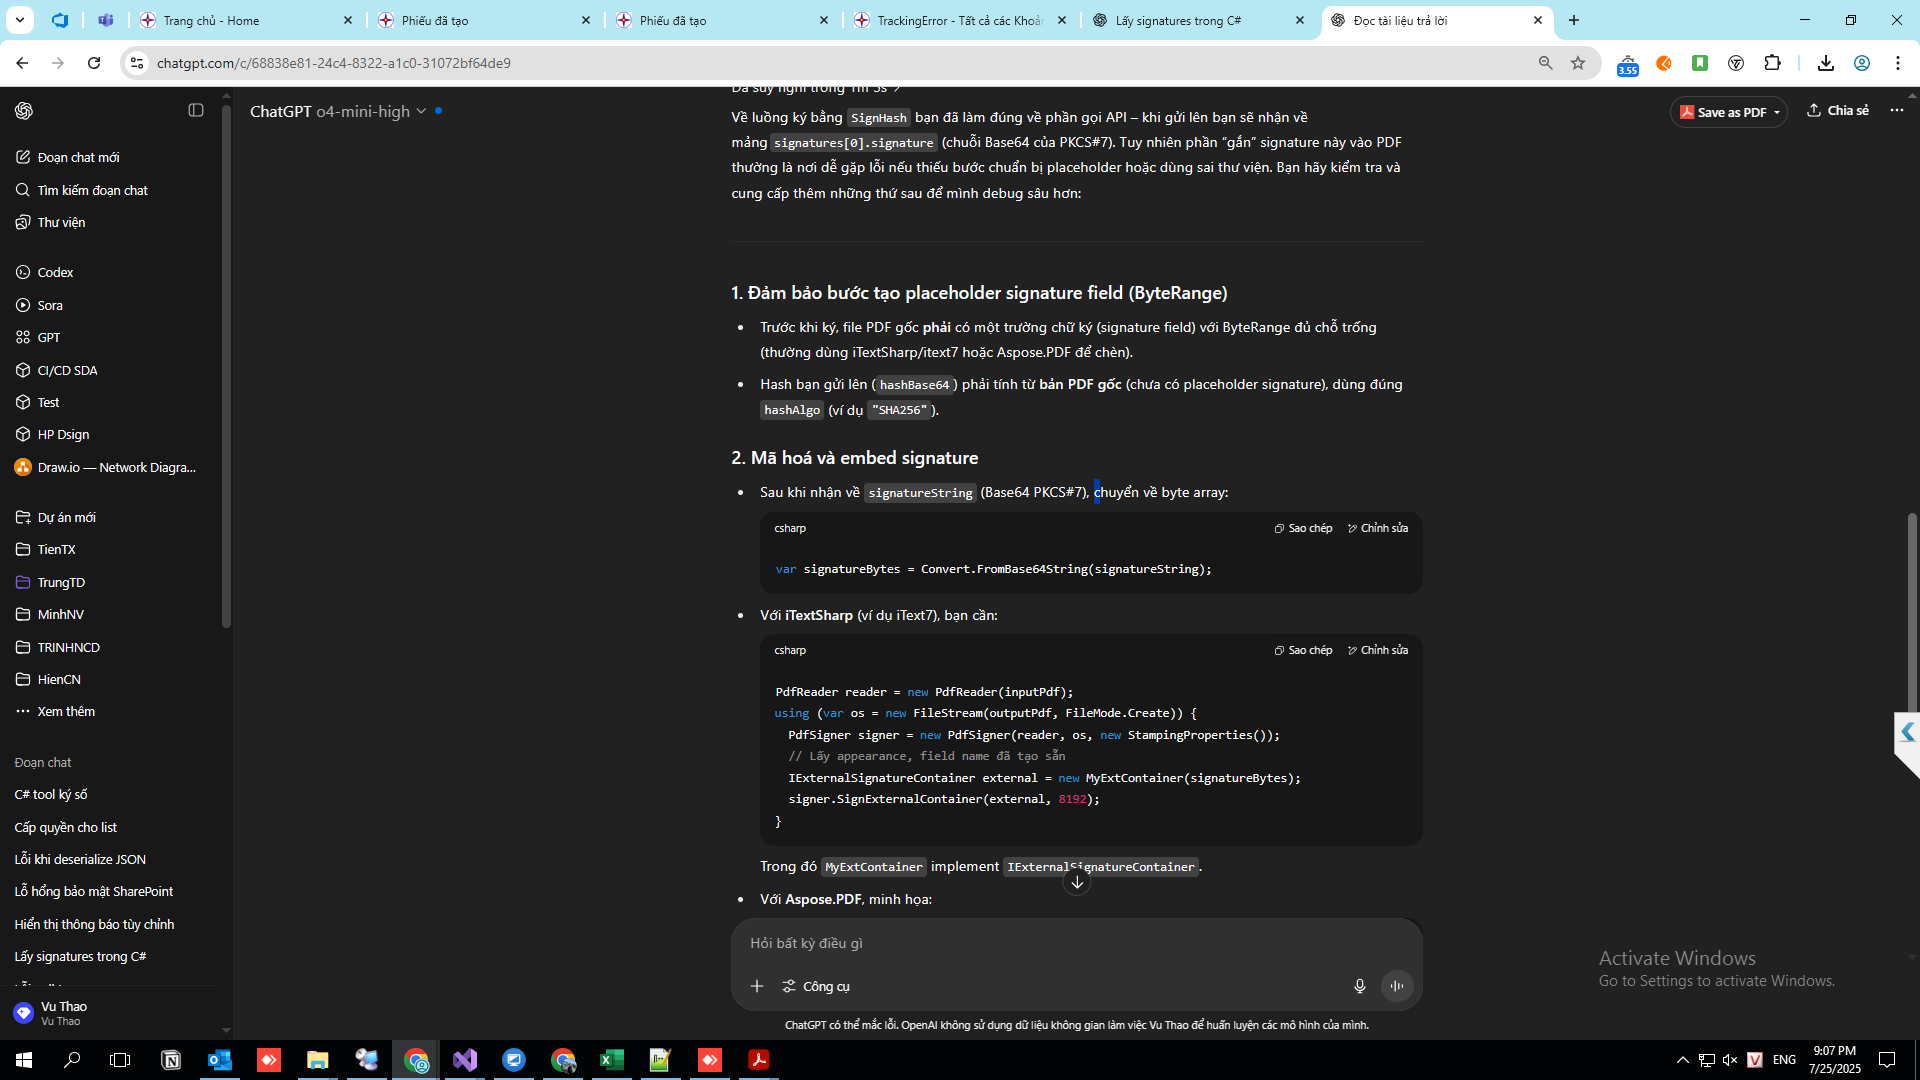 Trang chủ - Home
Phiếu đã tạo
Phiếu đã tạo
TrackingError - Tất cả các Khoản
Lấy signatures trong C#
Đọc tài liệu trả lời
chatgpt.com/c/68838e81-24c4-8322-a1c0-31072bf64de9
3.55
ChatGPT o4-mini-high
Save as PDF
Chia sẻ
Đoạn chat mới
Tìm kiếm đoạn chat
Thư viện
Codex
Sora
GPT
CI/CD SDA
Test
HP Dsign
Draw.io — Network Diagra...
Dự án mới
TienTX
TrungTD
MinhNV
TRINHNCD
HienCN
Xem thêm
Đoạn chat
C# tool ký số
Cấp quyền cho list
Lỗi khi deserialize JSON
Lỗ hổng bảo mật SharePoint
Hiển thị thông báo tùy chỉnh
Lấy signatures trong C#
Vu Thao
Vu Thao
Đã suy nghĩ trong 1m 5s
Về luồng ký bằng SignHash bạn đã làm đúng về phần gọi API – khi gửi lên bạn sẽ nhận về
mảng signatures[0].signature (chuỗi Base64 của PKCS#7). Tuy nhiên phần “gắn” signature này vào PDF
thường là nơi dễ gặp lỗi nếu thiếu bước chuẩn bị placeholder hoặc dùng sai thư viện. Bạn hãy kiểm tra và
cung cấp thêm những thứ sau để mình debug sâu hơn:
1. Đảm bảo bước tạo placeholder signature field (ByteRange)
• Trước khi ký, file PDF gốc phải có một trường chữ ký (signature field) với ByteRange đủ chỗ trống
(thường dùng iTextSharp/itext7 hoặc Aspose.PDF để chèn).
• Hash bạn gửi lên (hashBase64) phải tính từ bản PDF gốc (chưa có placeholder signature), dùng đúng
hashAlgo (ví dụ "SHA256").
2. Mã hoá và embed signature
• Sau khi nhận về signatureString (Base64 PKCS#7), chuyển về byte array:
csharp
Sao chép
Chỉnh sửa
var signatureBytes = Convert.FromBase64String(signatureString);
• Với iTextSharp (ví dụ iText7), bạn cần:
csharp
Sao chép
Chỉnh sửa
PdfReader reader = new PdfReader(inputPdf);
using (var os = new FileStream(outputPdf, FileMode.Create)) {
PdfSigner signer = new PdfSigner(reader, os, new StampingProperties());
// Lấy appearance, field name đã tạo sẵn
IExternalSignatureContainer external = new MyExtContainer(signatureBytes);
signer.SignExternalContainer(external, 8192);
}
Trong đó MyExtContainer implement IExternalSignatureContainer.
• Với Aspose.PDF, minh họa:
Hỏi bất kỳ điều gì
Công cụ
ChatGPT có thể mắc lỗi. OpenAI không sử dụng dữ liệu không gian làm việc Vu Thao để huấn luyện các mô hình của mình.
Activate Windows
Go to Settings to activate Windows.
ENG
9:07 PM
7/25/2025